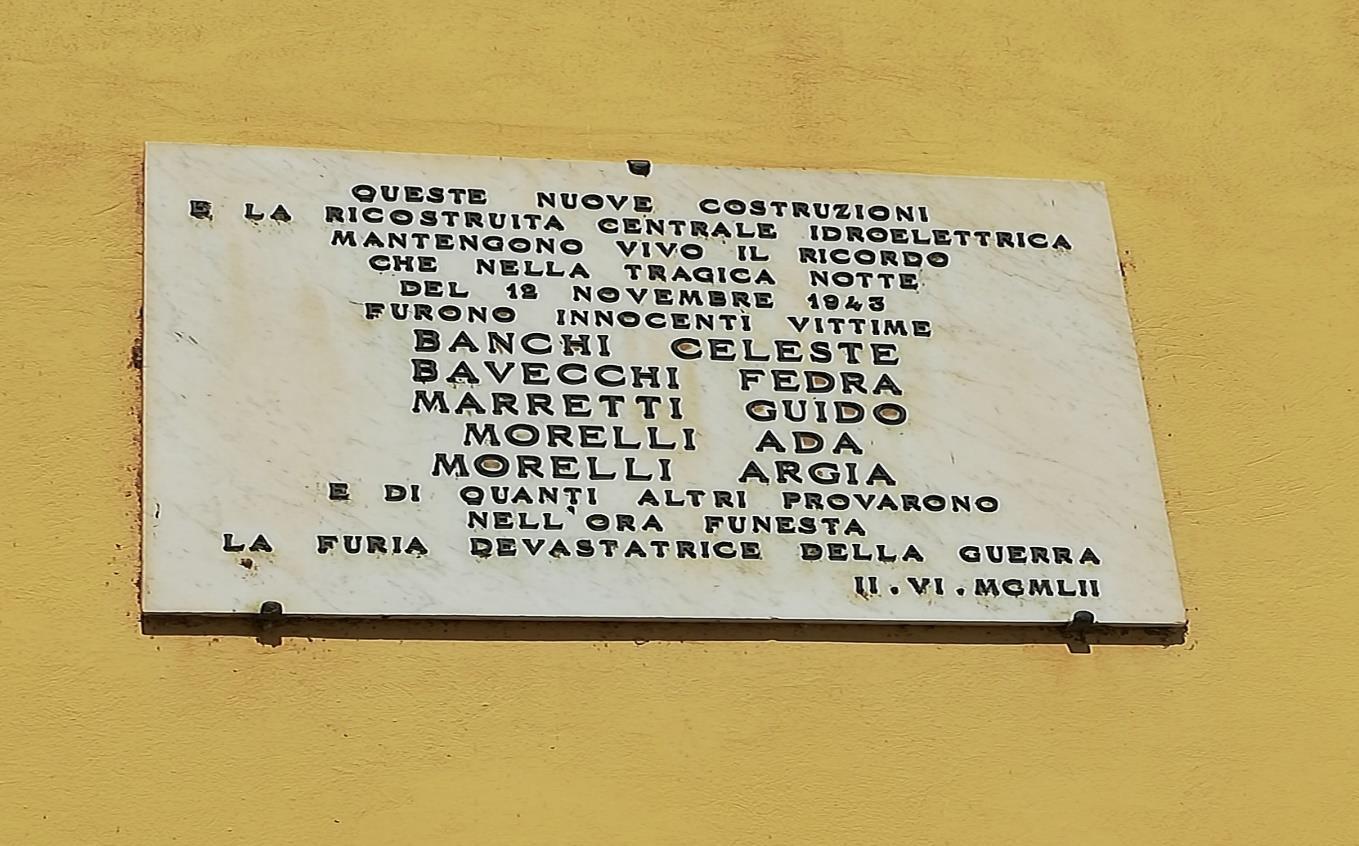 QUESTE NUOVE COSTRUZIONI
E LA RICOSTRUITA CENTRALE IDROELETTRICA
MANTENGONO VIVO IL RICORDO
CHE NELLA TRAGICA NOTTE
DEL 12 NOVEMBRE 1943
FURONO INNOCENTI VITTIME
BANCHI CELESTE
BAVECCHI FEDRA
MARRETTI GUIDO
MORELLI ADA
MORELLI ARGIA
E DI QUANTI ALTRI PROVARONO
NELL'ORA FUNESTA
LA FURIA DEVASTATRICE DELLA GUERRA
II.VI.MCMLII